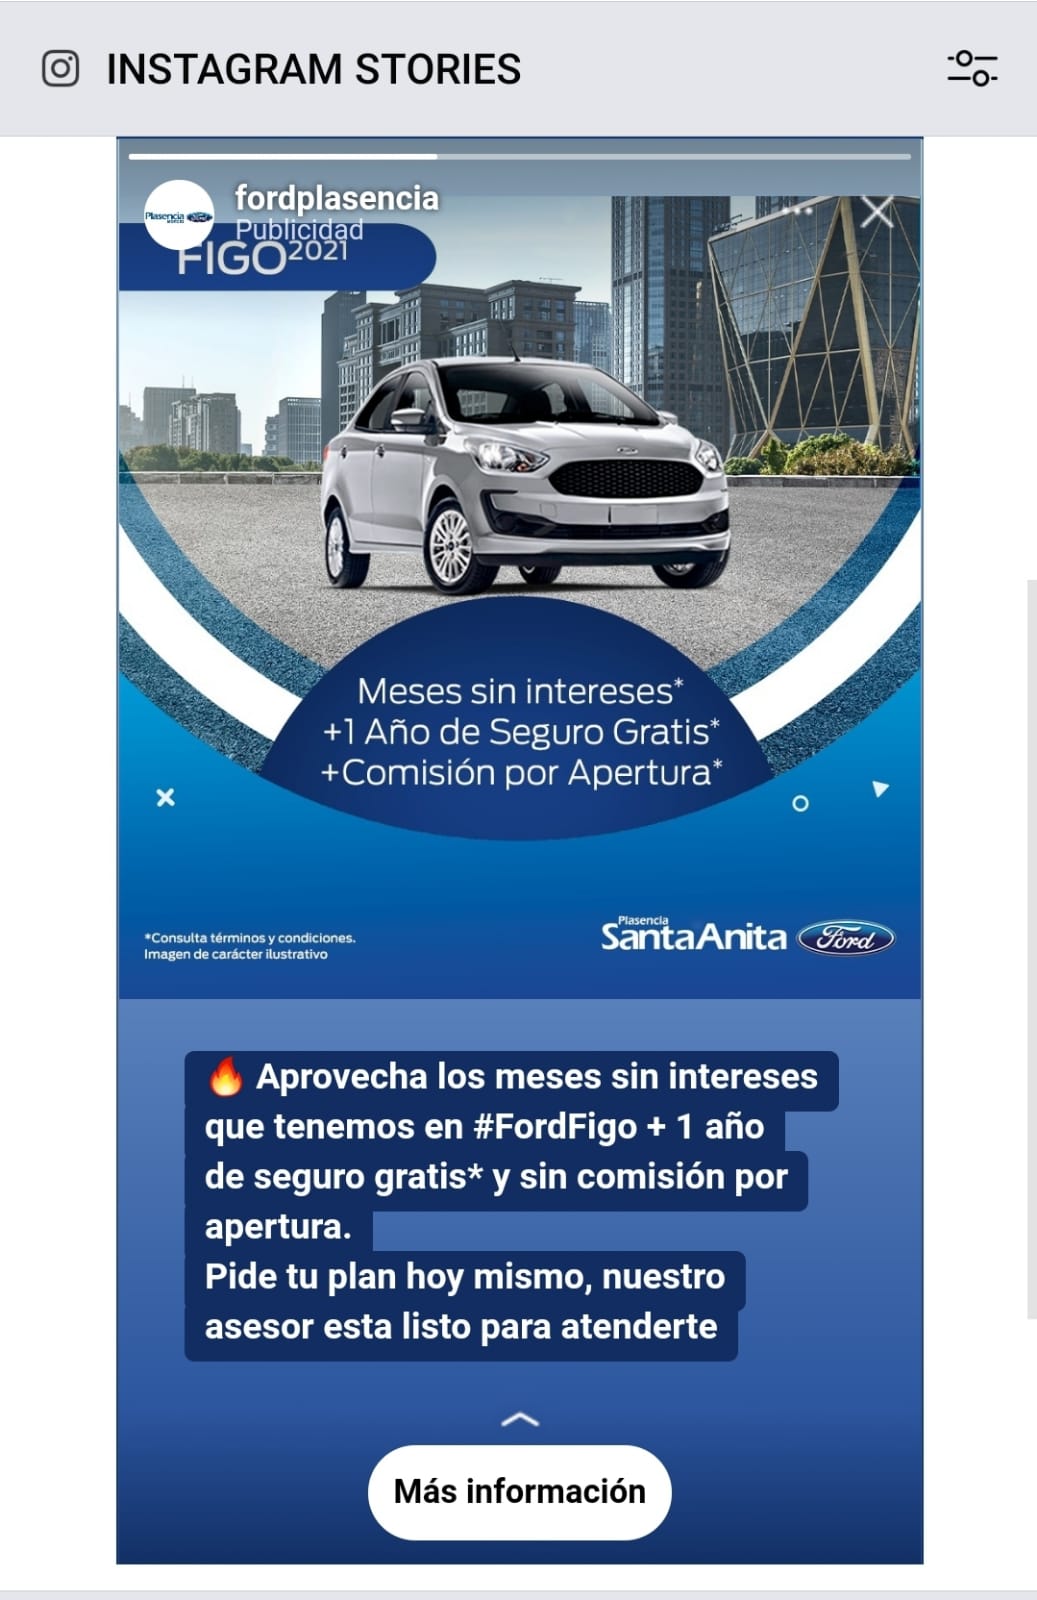 INSTAGRAM STORIES
fordplasencia
Publicidad
FIGO 2021
Meses sin intereses*
+1 Año de Seguro Gratis*
+Comisión por Apertura*
*Consulta términos y condiciones.
Imagen de carácter ilustrativo
Plasencia
SantaAnita Ford
🔥 Aprovecha los meses sin intereses
que tenemos en #FordFigo + 1 año
de seguro gratis* y sin comisión por
apertura.
Pide tu plan hoy mismo, nuestro
asesor esta listo para atenderte
Más información